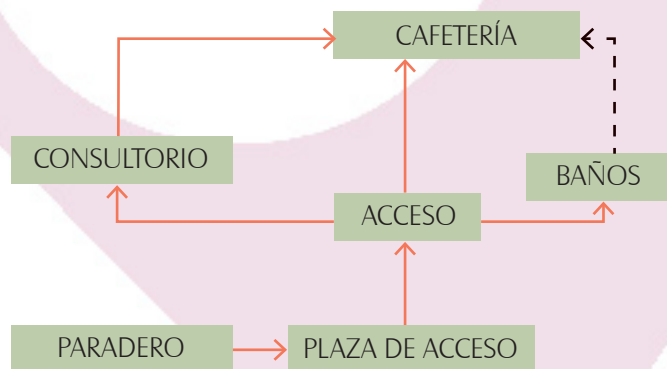 CAFETERÍA
CONSULTORIO
BAÑOS
ACCESO
PARADERO
PLAZA DE ACCESO